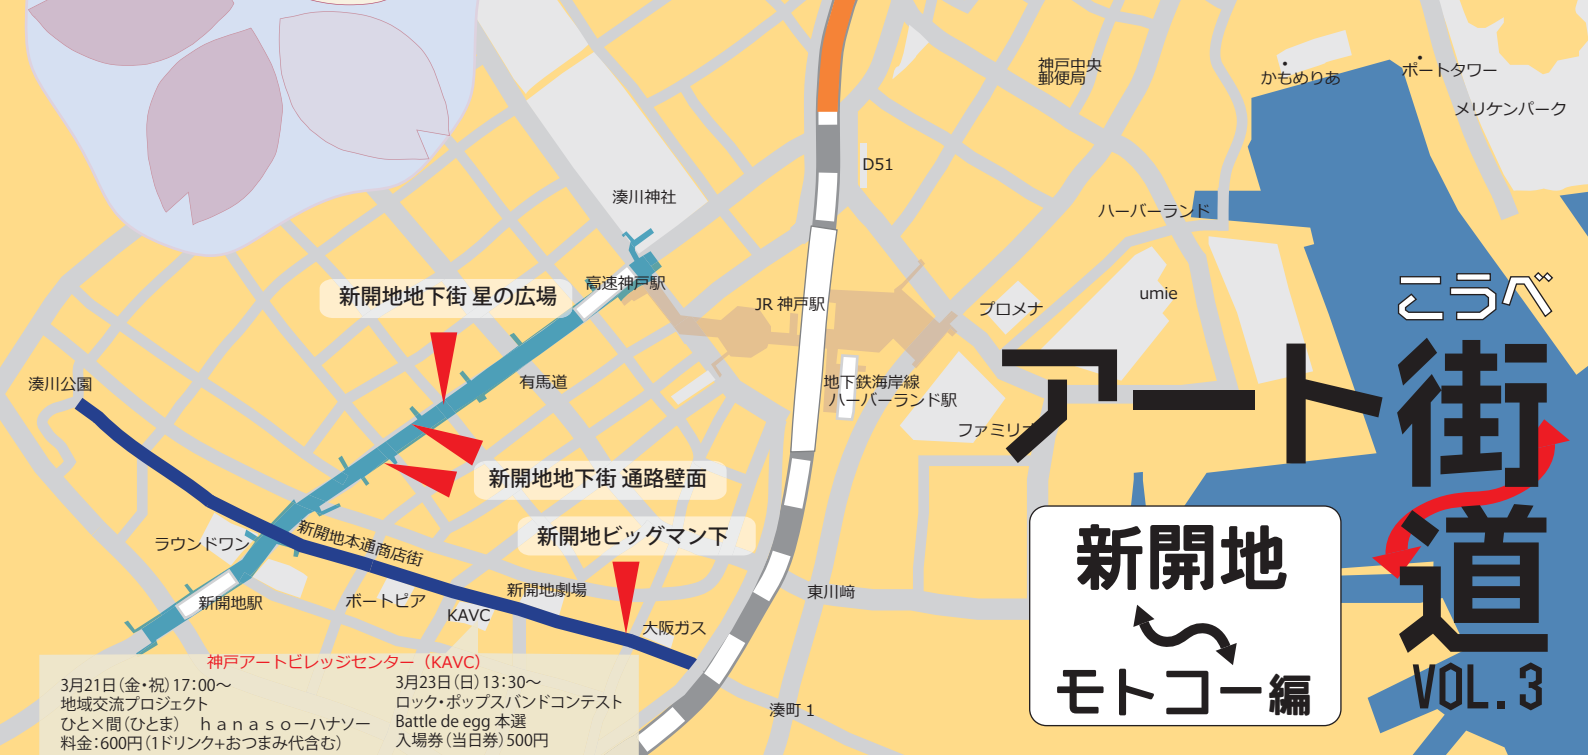 神戸中央
郵便局
かもめりあ
ポートタワー
メリケンパーク
D51
湊川神社
ハーバーランド
高速神戸駅
新開地地下街 星の広場
JR 神戸駅
プロメナ
umie
こうべ
アート街道
VOL.3
湊川公園
有馬道
地下鉄海岸線
ハーバーランド駅
ファミリオ
新開地地下街 通路壁面
新開地ビッグマン下
ラウンドワン
新開地本通商店街
新開地劇場
東川崎
新開地駅
ボートピア
KAVC
大阪ガス
新開地
モトコー編
湊町 1
神戸アートビレッジセンター（KAVC）
3月21日（金・祝）17：00～
地域交流プロジェクト
ひと×間（ひとま） ｈａｎａｓｏーハナソー
料金：600円（1ドリンク+おつまみ代含む）
3月23日（日）13：30～
ロック・ポップスバンドコンテスト
Battle de egg 本選
入場券（当日券）500円